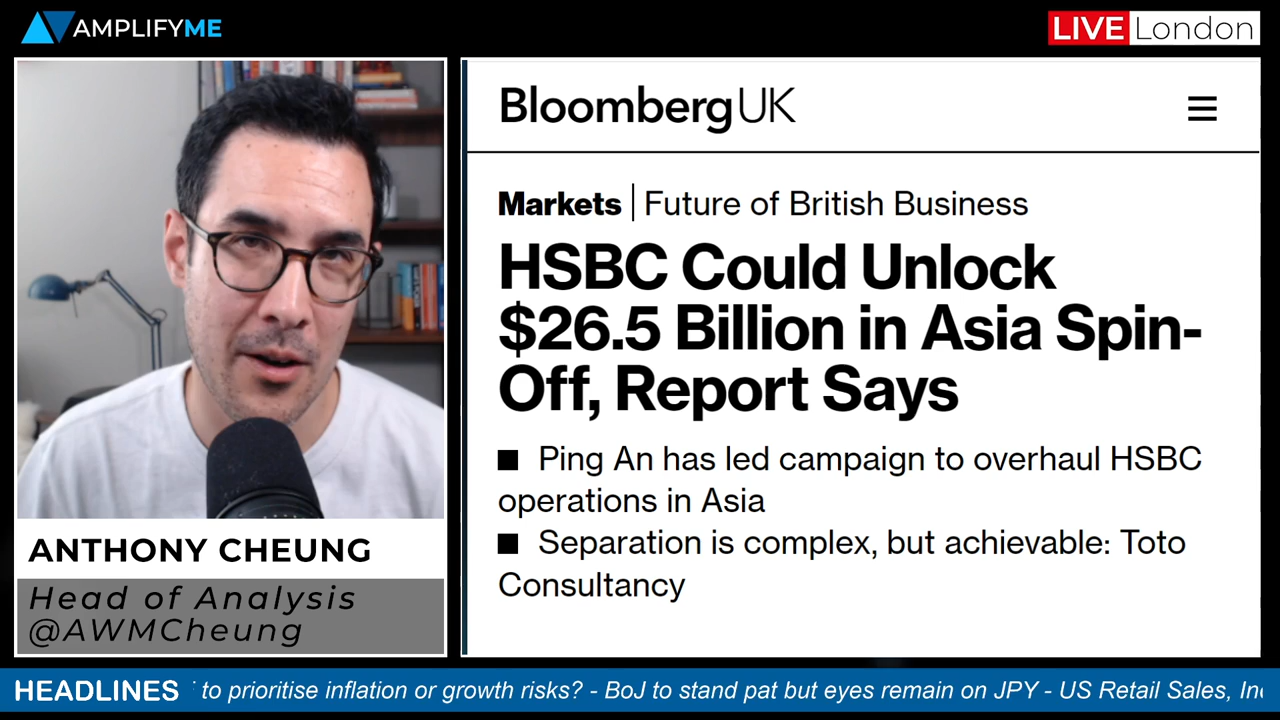 AMPLIFYME
LIVE London
Bloomberg UK
Markets | Future of British Business
HSBC Could Unlock
$26.5 Billion in Asia Spin-
Off, Report Says
■ Ping An has led campaign to overhaul HSBC
operations in Asia
■ Separation is complex, but achievable: Toto
Consultancy
ANTHONY CHEUNG
Head of Analysis
@AWMCheung
HEADLINES to prioritise inflation or growth risks? - BoJ to stand pat but eyes remain on JPY - US Retail Sales,